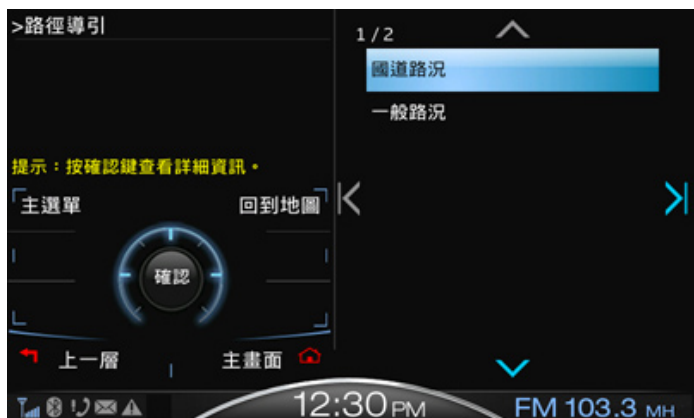 >路徑導引
1/2
國道路況
一般路況
提示：按確認鍵查看詳細資訊。
主選單
回到地圖
確認
上一層
主畫面
12:30 PM
FM 103.3 MH